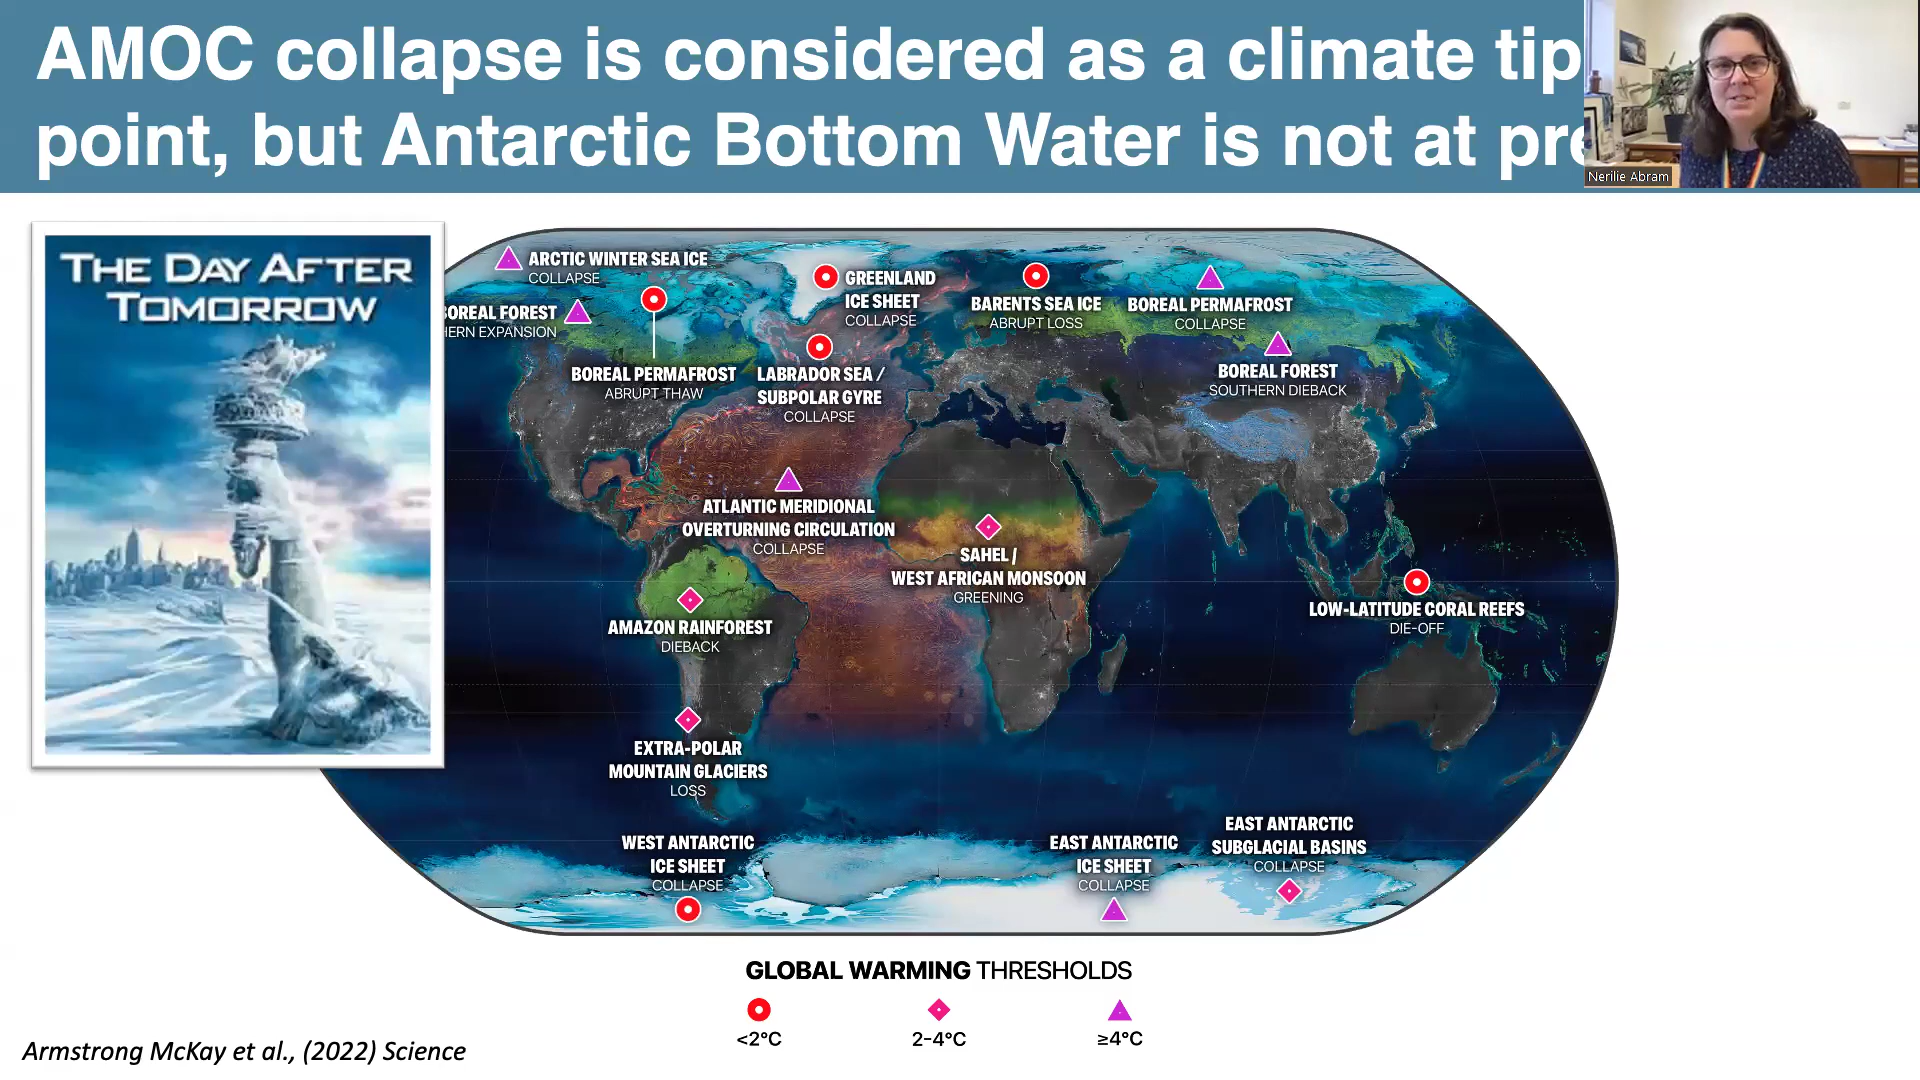 AMOC collapse is considered as a climate tip
point, but Antarctic Bottom Water is not at pre
Nerilie Abram
THE DAY AFTER
TOMORROW
ARCTIC WINTER SEA ICE
COLLAPSE
BOREAL FOREST
HERN EXPANSION
BOREAL PERMAFROST
ABRUPT THAW
GREENLAND
ICE SHEET
COLLAPSE
LABRADOR SEA /
SUBPOLAR GYRE
COLLAPSE
BARENTS SEA ICE
ABRUPT LOSS
BOREAL PERMAFROST
COLLAPSE
BOREAL FOREST
SOUTHERN DIEBACK
ATLANTIC MERIDIONAL
OVERTURNING CIRCULATION
COLLAPSE
SAHEL /
WEST AFRICAN MONSOON
GREENING
LOW-LATITUDE CORAL REEFS
DIE-OFF
AMAZON RAINFOREST
DIEBACK
EXTRA-POLAR
MOUNTAIN GLACIERS
LOSS
WEST ANTARCTIC
ICE SHEET
COLLAPSE
EAST ANTARCTIC
ICE SHEET
COLLAPSE
EAST ANTARCTIC
SUBGLACIAL BASINS
COLLAPSE
GLOBAL WARMING THRESHOLDS
<2°C
2-4°C
≥4°C
Armstrong McKay et al., (2022) Science